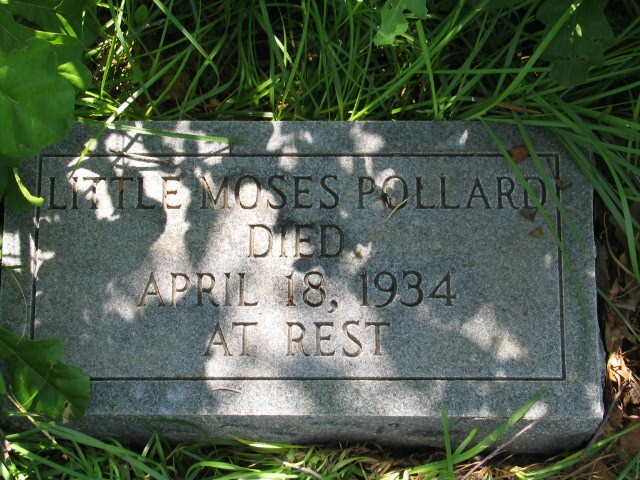 LITTLE MOSES POLLARD
DIED
APRIL 18, 1934
AT REST